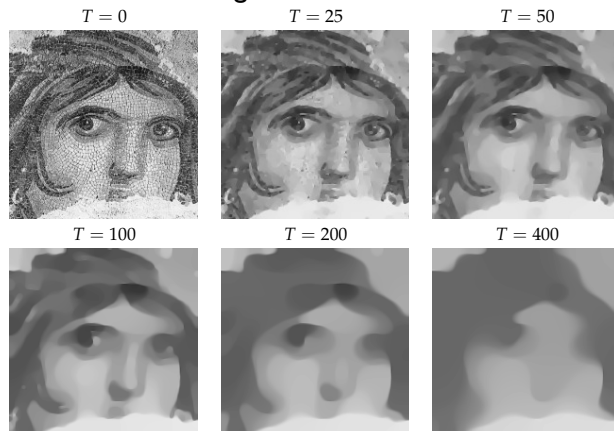 T = 0 T = 25 T = 50
T = 100 T = 200 T = 400